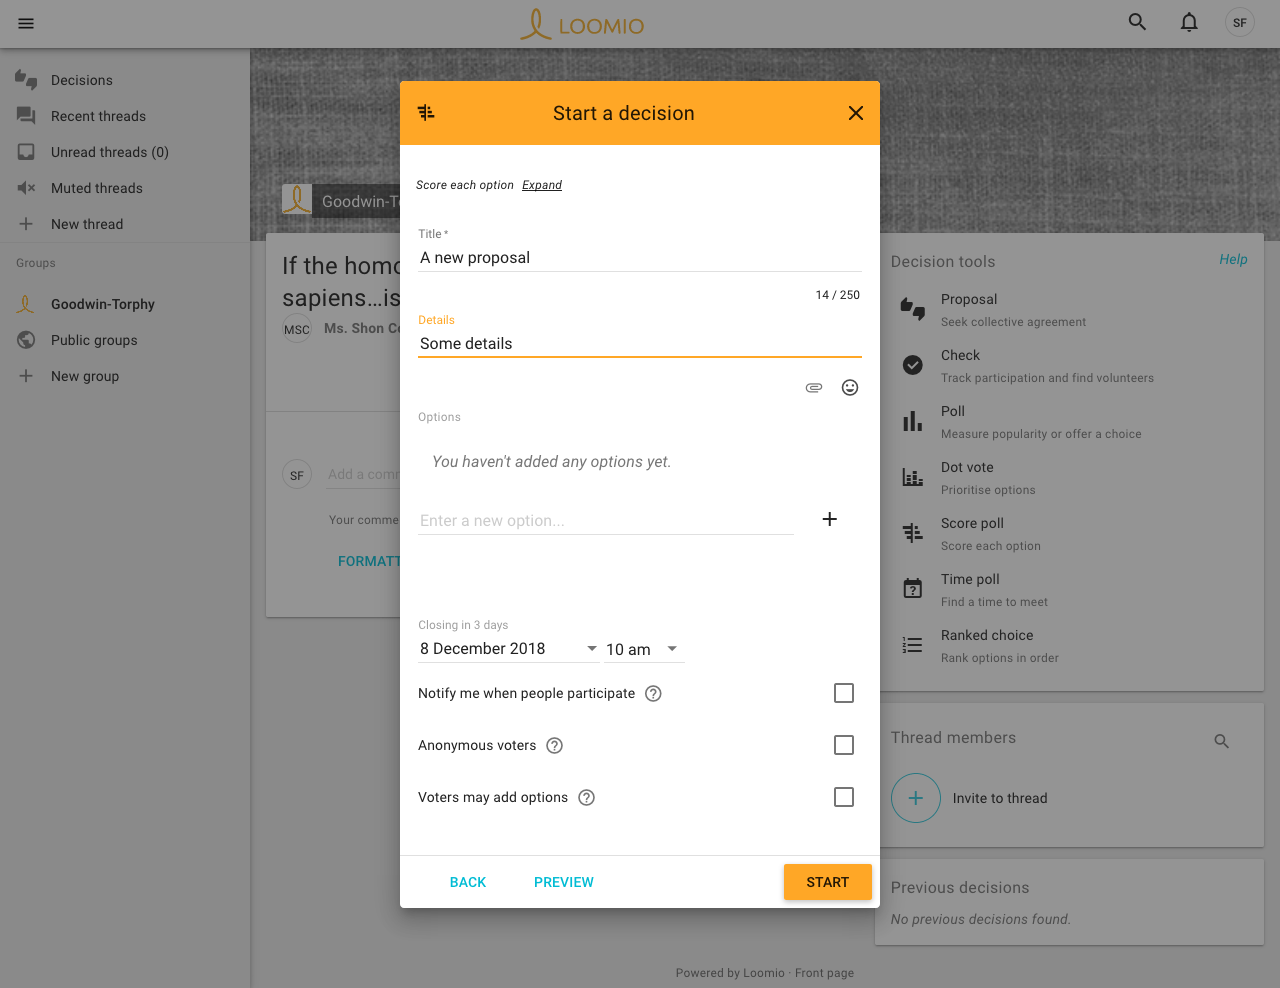 LOOMIO
SF
Decisions
Recent threads
Unread threads (0)
Muted threads
New thread
Groups
Goodwin-Torphy
Public groups
New group
Goodwin-T
If the homo
sapiens…is
MSC
Ms. Shon Co
SF
Add a comm
Your comme
FORMATT
Start a decision
Score each option Expand
Title *
A new proposal
14 / 250
Details
Some details
Options
You haven't added any options yet.
Enter a new option...
Closing in 3 days
8 December 2018
10 am
Notify me when people participate
Anonymous voters
Voters may add options
BACK
PREVIEW
START
Decision tools
Help
Proposal
Seek collective agreement
Check
Track participation and find volunteers
Poll
Measure popularity or offer a choice
Dot vote
Prioritise options
Score poll
Score each option
Time poll
Find a time to meet
Ranked choice
Rank options in order
Thread members
Invite to thread
Previous decisions
No previous decisions found.
Powered by Loomio · Front page